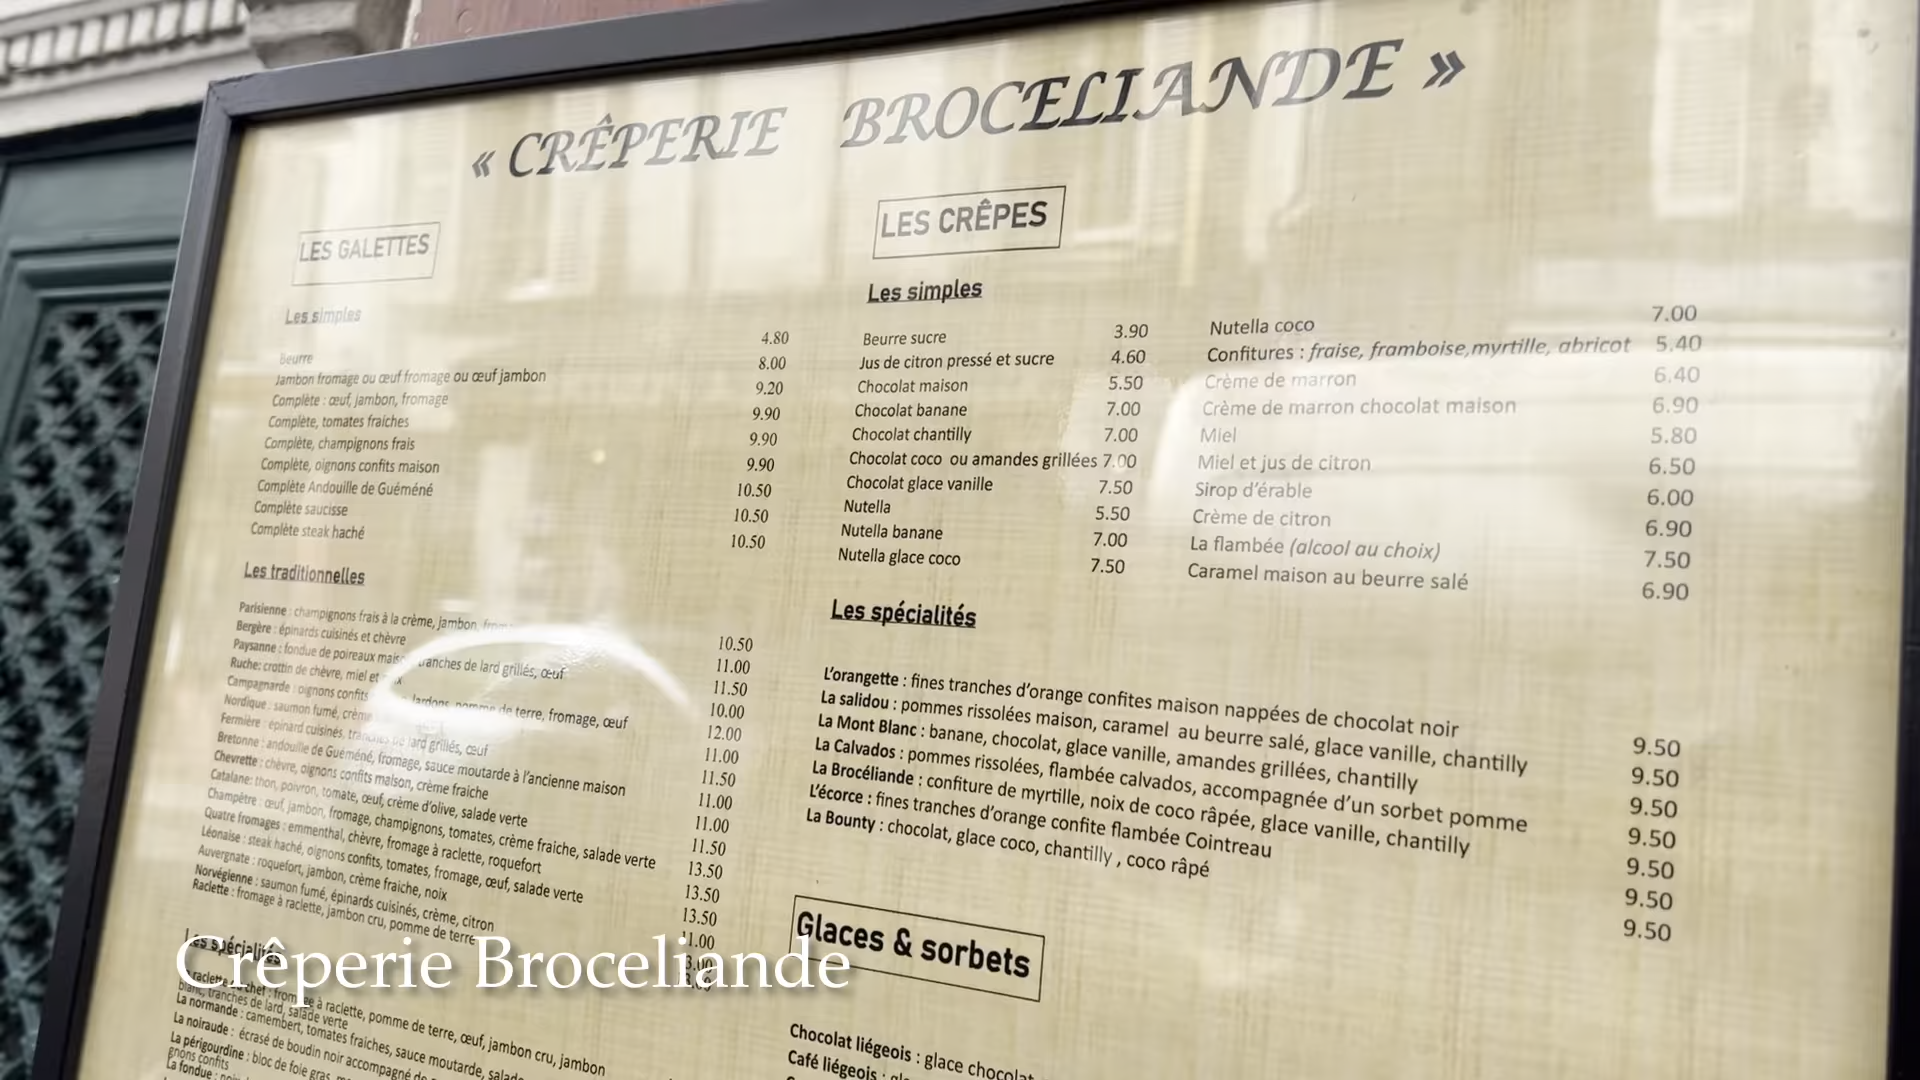 « CRÊPERIE BROCELIANDE »
LES GALETTES
Les simples
Beurre 4.80
Jambon fromage ou œuf fromage ou œuf jambon 8.00
Complète : œuf, jambon, fromage 9.20
Complète, tomates fraiches 9.90
Complète, champignons frais 9.90
Complète, oignons confits maison 9.90
Complète Andouille de Guéméné 10.50
Complète saucisse 10.50
Complète steak haché 10.50
Les traditionnelles
Parisienne : champignons frais à la crème, jambon, 10.50
Bergère : épinards cuisinés et chèvre 11.00
Paysanne : fondue de poireaux tranches de lard grillés, œuf 11.50
Ruche: crottin de chèvre, miel et 10.00
Campagnarde : oignons confits lardons, pomme de terre, fromage, œuf 12.00
Nordique : saumon fumé, crème 11.00
Fermière : épinard cuisinés, tranches de lard grillés, œuf 11.50
Bretonne : andouille de Guéméné, fromage, sauce moutarde à l'ancienne maison 11.00
Chevrette : chèvre, oignons confits maison, crème fraiche 11.00
Catalane: thon, poivron, tomate, œuf, crème d'olive, salade verte 11.50
Champêtre : œuf, jambon, fromage, champignons, tomates, crème fraiche, salade verte 13.50
Quatre fromages : emmenthal, chèvre, fromage à raclette, roquefort 13.50
Léonaise : steak haché, oignons confits, tomates, fromage, œuf, salade verte 13.50
Auvergnate : roquefort, jambon, crème fraiche, noix 11.00
Norvégienne : saumon fumé, épinards cuisinés, crème, citron
Raclette : fromage à raclette, jambon cru, pomme de terre
Les spécialités
raclette chef : fromage à raclette, pomme de terre, œuf, jambon cru, jambon
blanc, tranches de lard, salade verte
La normande : camembert, tomates fraiches, sauce moutarde,
La noiraude : écrasé de boudin noir accompagné
La périgourdine : bloc de foie gras,
gnons confits
La fondue :
LES CRÊPES
Les simples
Beurre sucre 3.90
Jus de citron pressé et sucre 4.60
Chocolat maison 5.50
Chocolat banane 7.00
Chocolat chantilly 7.00
Chocolat coco ou amandes grillées 7.00
Chocolat glace vanille 7.50
Nutella 5.50
Nutella banane 7.00
Nutella glace coco 7.50
Nutella coco 7.00
Confitures : fraise, framboise,myrtille, abricot 5.40
Crème de marron 6.40
Crème de marron chocolat maison 6.90
Miel 5.80
Miel et jus de citron 6.50
Sirop d'érable 6.00
Crème de citron 6.90
La flambée (alcool au choix) 7.50
Caramel maison au beurre salé 6.90
Les spécialités
L'orangette : fines tranches d'orange confites maison nappées de chocolat noir 9.50
La salidou : pommes rissolées maison, caramel au beurre salé, glace vanille, chantilly 9.50
La Mont Blanc : banane, chocolat, glace vanille, amandes grillées, chantilly 9.50
La Calvados : pommes rissolées, flambée calvados, accompagnée d'un sorbet pomme 9.50
La Brocéliande : confiture de myrtille, noix de coco râpée, glace vanille, chantilly 9.50
L'écorce : fines tranches d'orange confite flambée Cointreau 9.50
La Bounty : chocolat, glace coco, chantilly , coco râpé 9.50
Glaces & sorbets
Chocolat liégeois : glace chocolat
Café liégeois :
Crêperie Broceliande